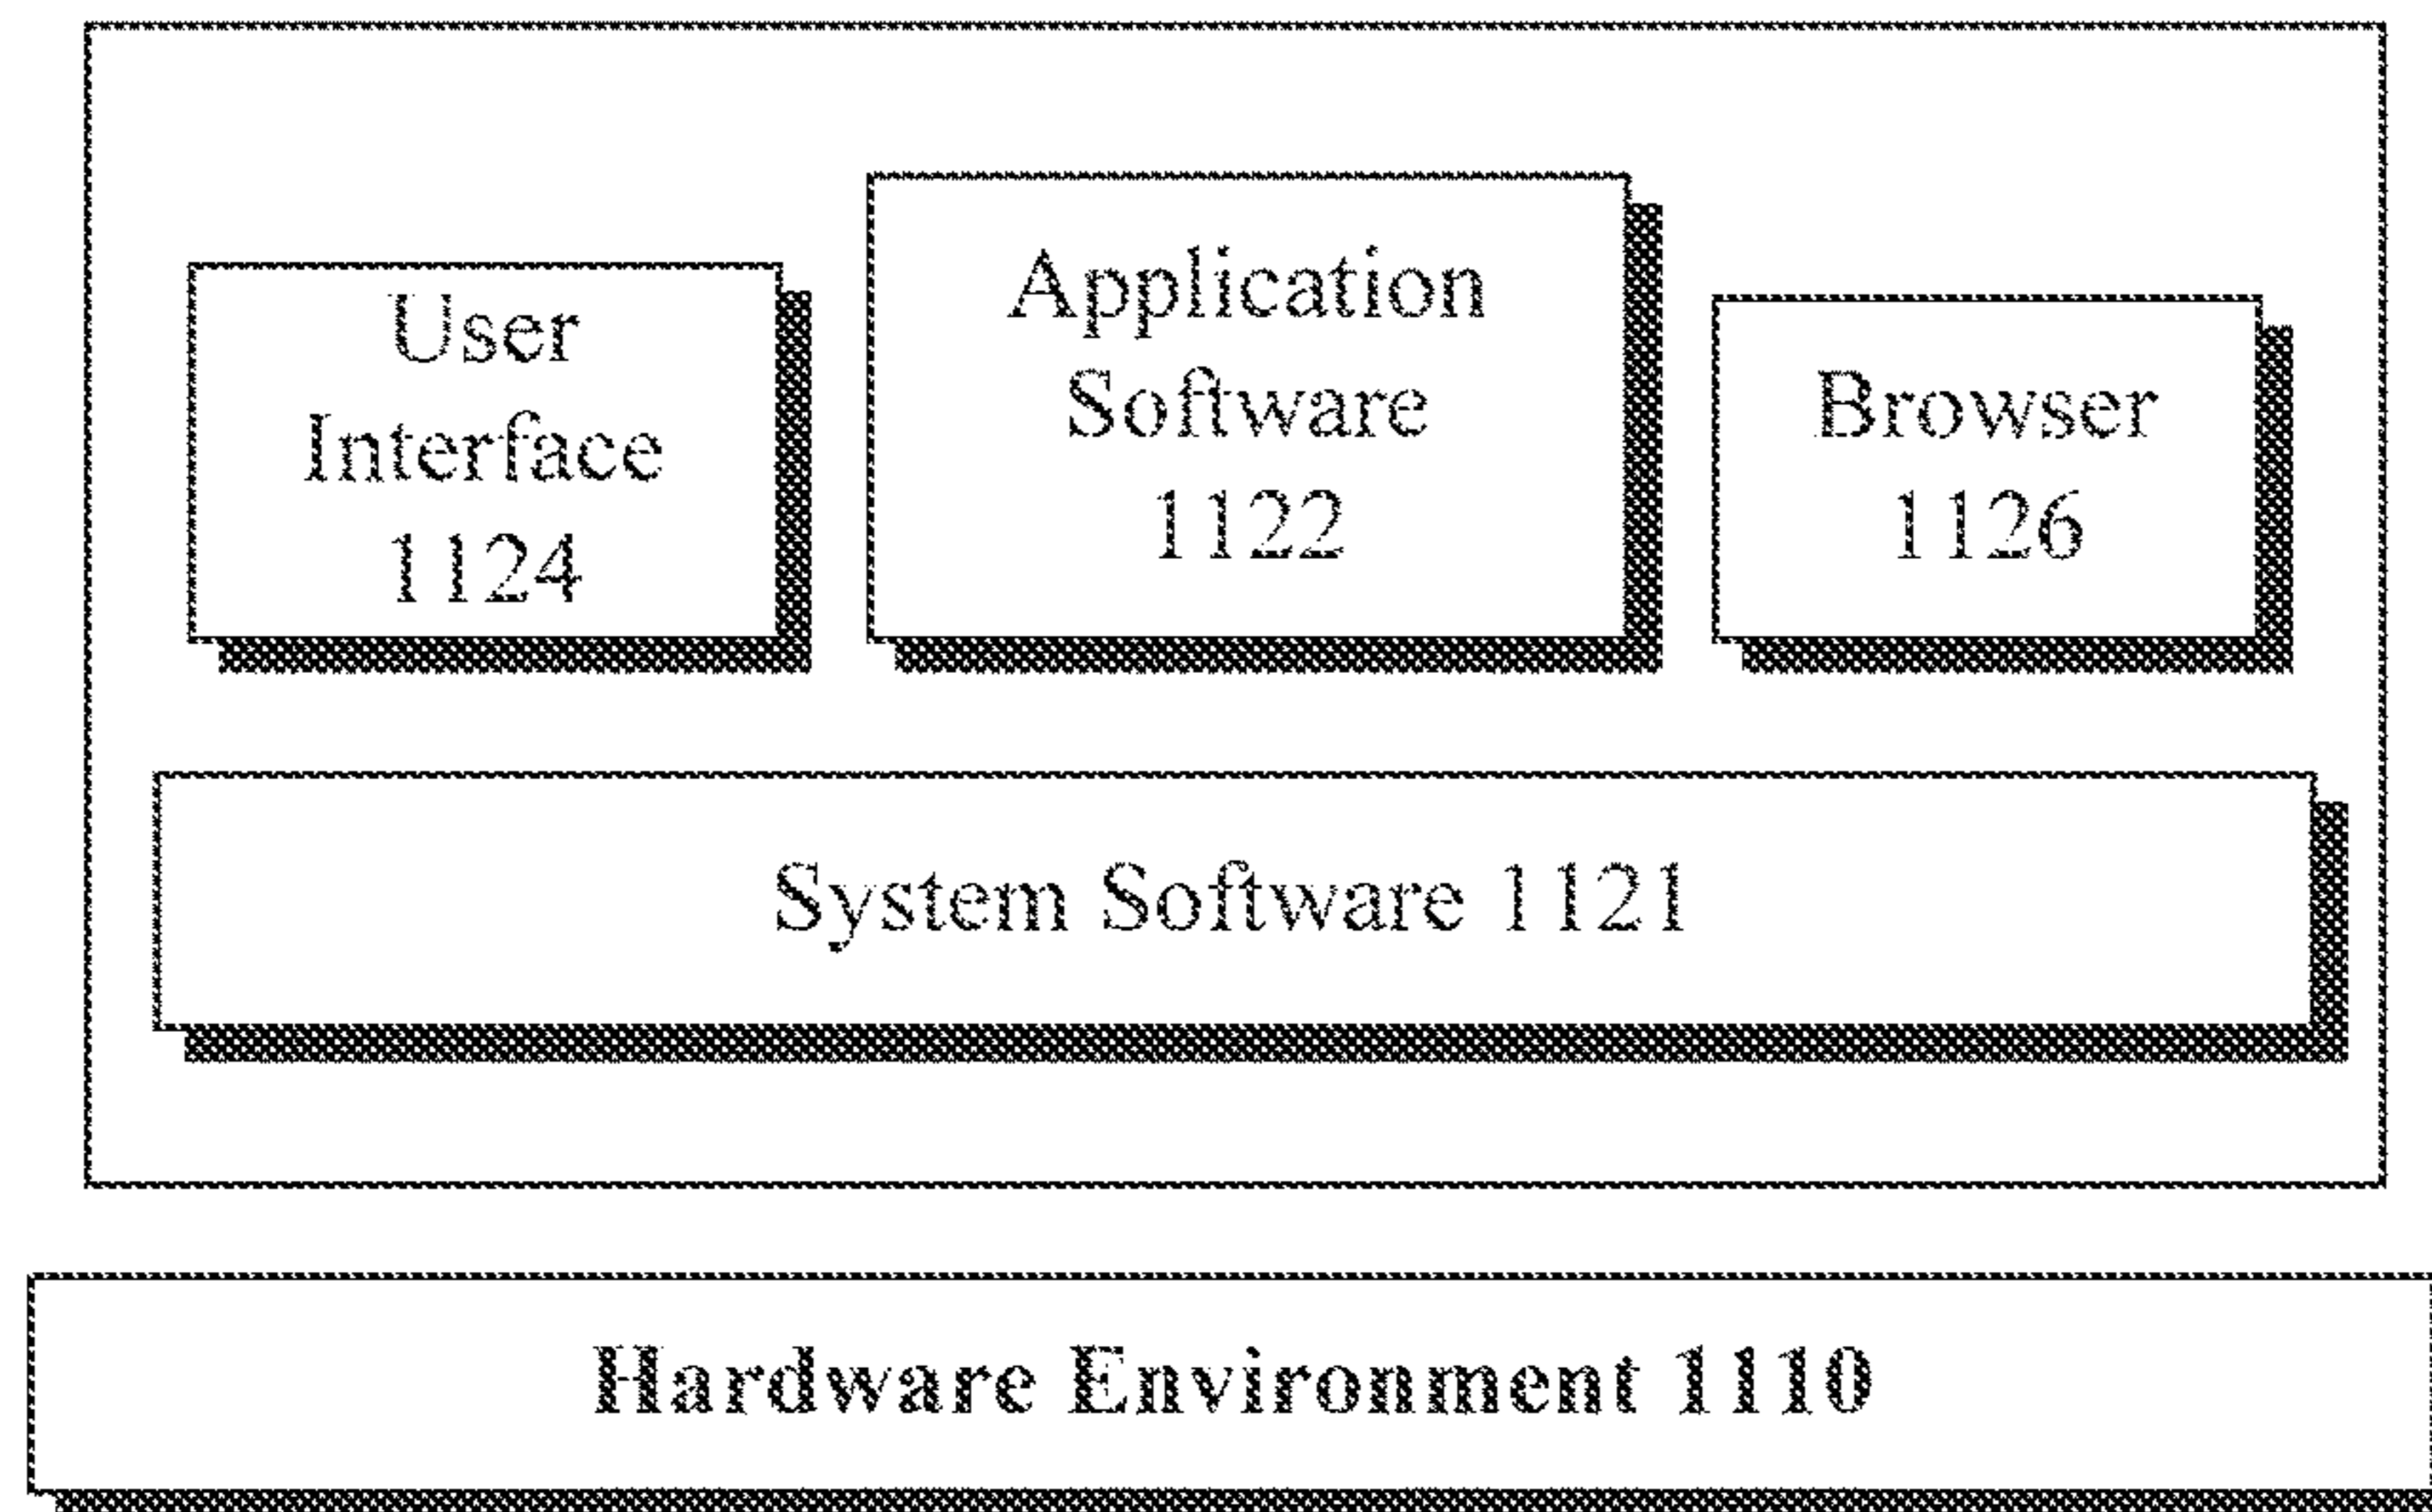 User
Interface
1124
Application
Software
1122
Browser
1126
System Software 1121
Hardware Environment 1110